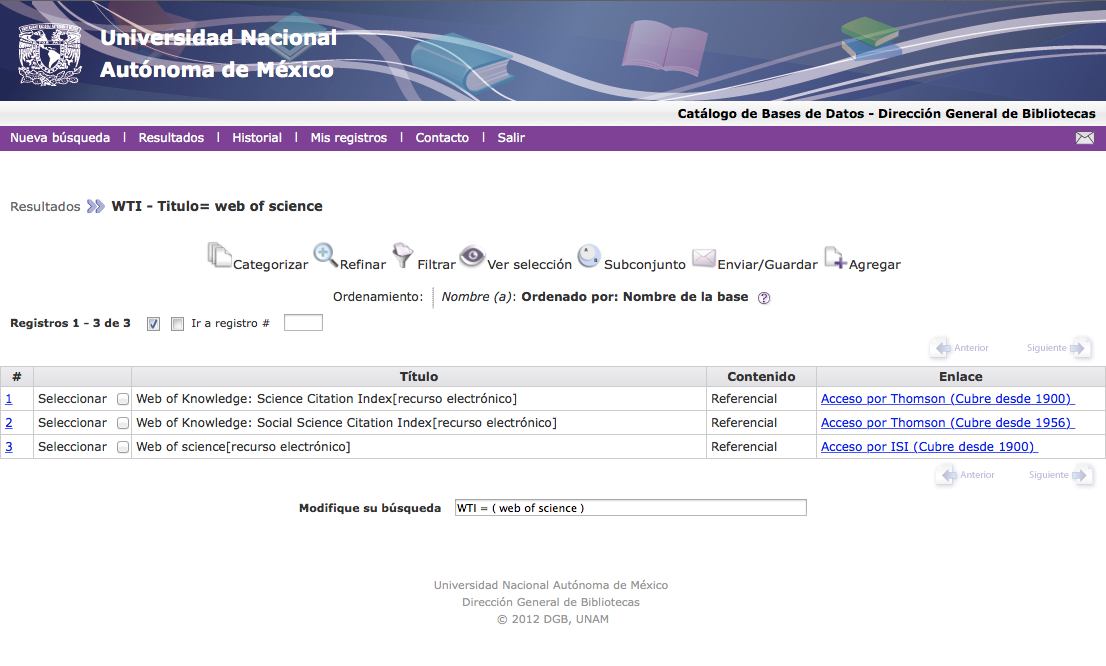 Universidad Nacional
Autónoma de México
Catálogo de Bases de Datos - Dirección General de Bibliotecas
Nueva búsqueda | Resultados | Historial | Mis registros | Contacto | Salir
Resultados WTI - Titulo= web of science
Categorizar Refinar Filtrar Ver selección Subconjunto Enviar/Guardar Agregar
Ordenamiento: Nombre (a): Ordenado por: Nombre de la base ?
Registros 1 - 3 de 3 Ir a registro #
Anterior Siguiente
# Título Contenido Enlace
1 Seleccionar Web of Knowledge: Science Citation Index[recurso electrónico] Referencial Acceso por Thomson (Cubre desde 1900)
2 Seleccionar Web of Knowledge: Social Science Citation Index[recurso electrónico] Referencial Acceso por Thomson (Cubre desde 1956)
3 Seleccionar Web of science[recurso electrónico] Referencial Acceso por ISI (Cubre desde 1900)
Anterior Siguiente
Modifique su búsqueda WTI = ( web of science )
Universidad Nacional Autónoma de México
Dirección General de Bibliotecas
© 2012 DGB, UNAM